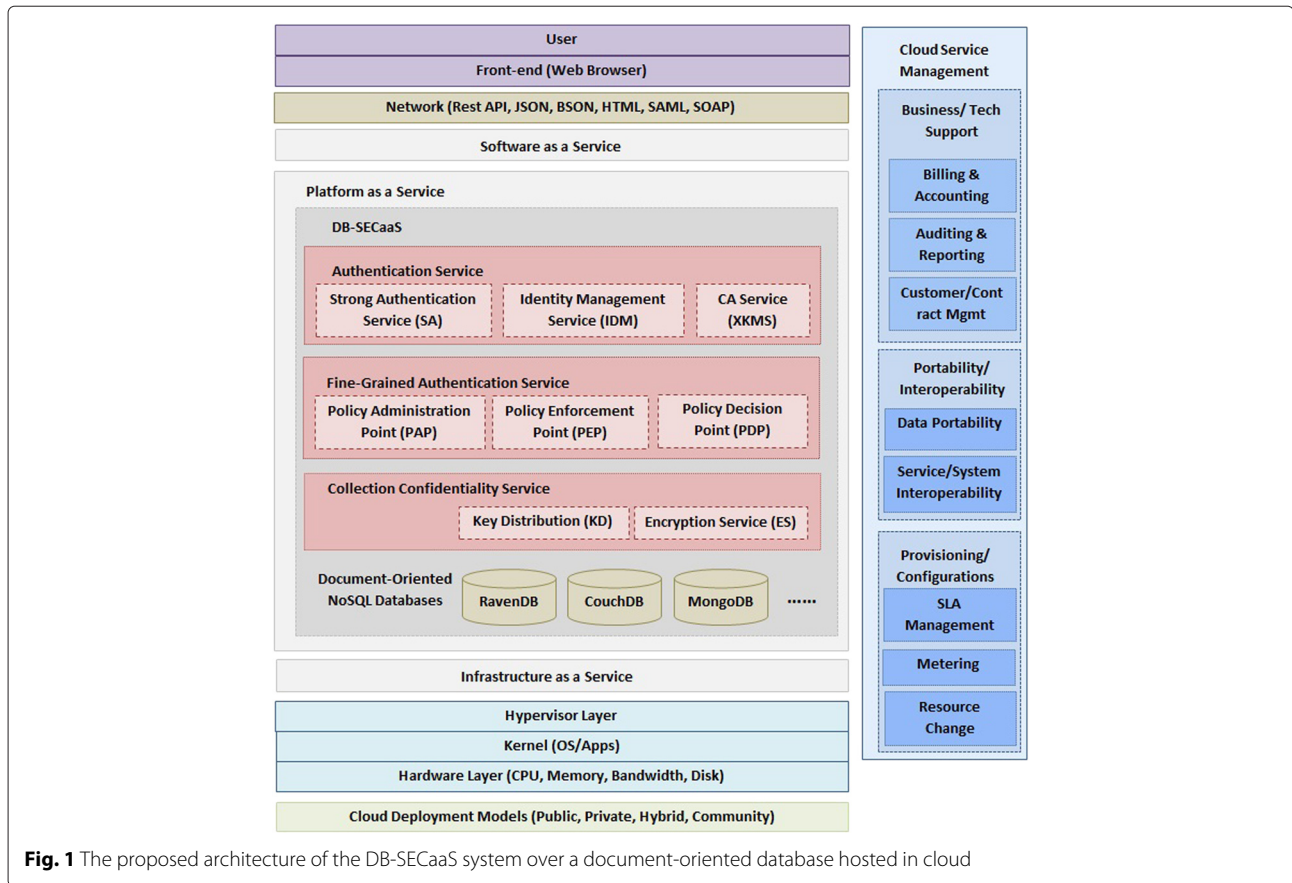 User
Front-end (Web Browser)
Network (Rest API, JSON, BSON, HTML, SAML, SOAP)
Software as a Service
Platform as a Service
DB-SECaaS
Authentication Service
Strong Authentication
Service (SA)
Identity Management
Service (IDM)
CA Service
(XKMS)
Fine-Grained Authentication Service
Policy Administration
Point (PAP)
Policy Enforcement
Point (PEP)
Policy Decision
Point (PDP)
Collection Confidentiality Service
Key Distribution (KD)
Encryption Service (ES)
Document-Oriented
NoSQL Databases
RavenDB
CouchDB
MongoDB
......
Infrastructure as a Service
Hypervisor Layer
Kernel (OS/Apps)
Hardware Layer (CPU, Memory, Bandwidth, Disk)
Cloud Deployment Models (Public, Private, Hybrid, Community)
Cloud Service
Management
Business/ Tech
Support
Billing &
Accounting
Auditing &
Reporting
Customer/Cont
ract Mgmt
Portability/
Interoperability
Data Portability
Service/System
Interoperability
Provisioning/
Configurations
SLA
Management
Metering
Resource
Change
Fig. 1 The proposed architecture of the DB-SECaaS system over a document-oriented database hosted in cloud